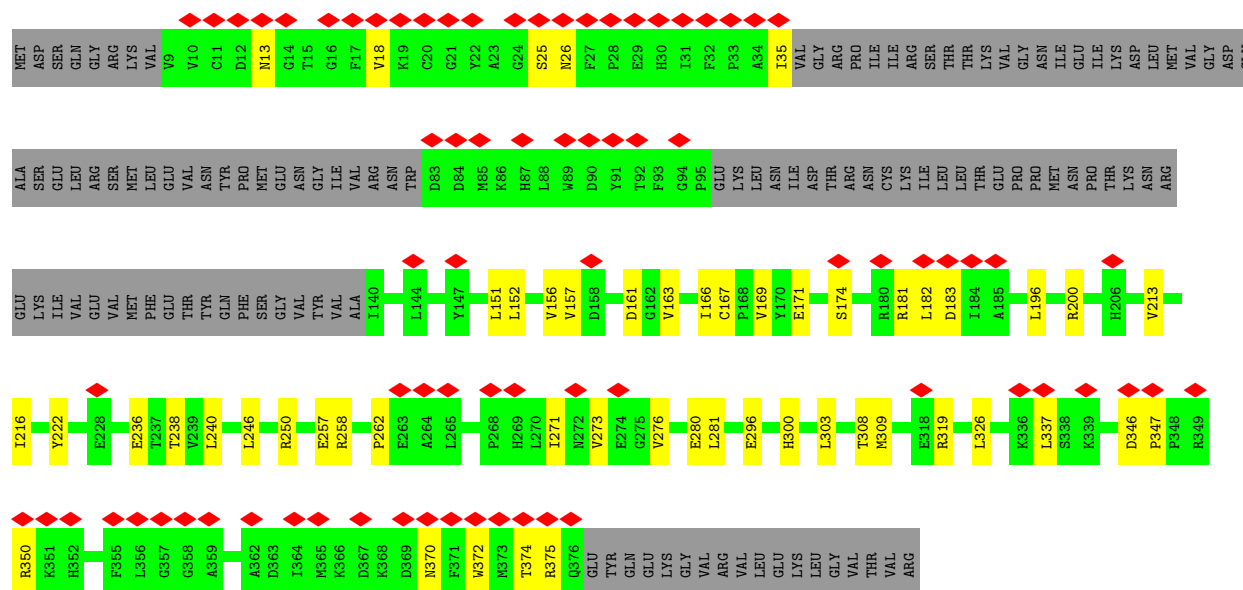 MET ASP SER GLN GLY ARG LYS VAL V9 V10 C11 D12 N13 G14 T15 G16 F17 V18 K19 C20 G21 Y22 A23 G24 S25 N26 F27 P28 E29 H30 I31 F32 P33 A34 I35 VAL GLY ARG PRO ILE ILE ARG SER THR THR LYS VAL GLY ASN ILE GLU ILE LYS ASP LEU MET VAL GLY ASP
ALA SER GLU LEU ARG SER MET LEU GLU VAL ASN TYR PRO MET GLU ASN GLY ILE VAL ARG ASN TRP D83 D84 M85 K86 H87 L88 W89 D90 Y91 T92 F93 G94 P95 GLU LYS LEU ASN ILE ASP THR ARG ASN CYS LYS ILE LEU LEU THR GLU PRO PRO MET ASN PRO THR LYS ASN ARG
GLU LYS ILE VAL GLU VAL MET PHE GLU THR TYR GLN PHE SER GLY VAL TYR VAL ALA I140 L144 Y147 L151 L152 V156 V157 D158 D161 G162 V163 I166 C167 P168 V169 Y170 E171 S174 R180 R181 L182 D183 I184 A185 L196 R200 H206 V213
I216 Y222 E228 E236 T237 T238 V239 L240 L246 R250 E257 R258 P262 E263 A264 L265 P268 H269 L270 I271 N272 V273 E274 G275 V276 E280 L281 E296 H300 L303 T308 M309 E318 R319 L326 K336 L337 S338 K339 D346 P347 P348 R349
R350 K351 H352 F355 L356 G357 G358 A359 A362 D363 I364 M365 K366 D367 K368 D369 N370 F371 W372 M373 T374 R375 Q376 GLU TYR GLN GLU LYS GLY VAL ARG VAL LEU GLU LYS LEU GLY VAL THR VAL ARG